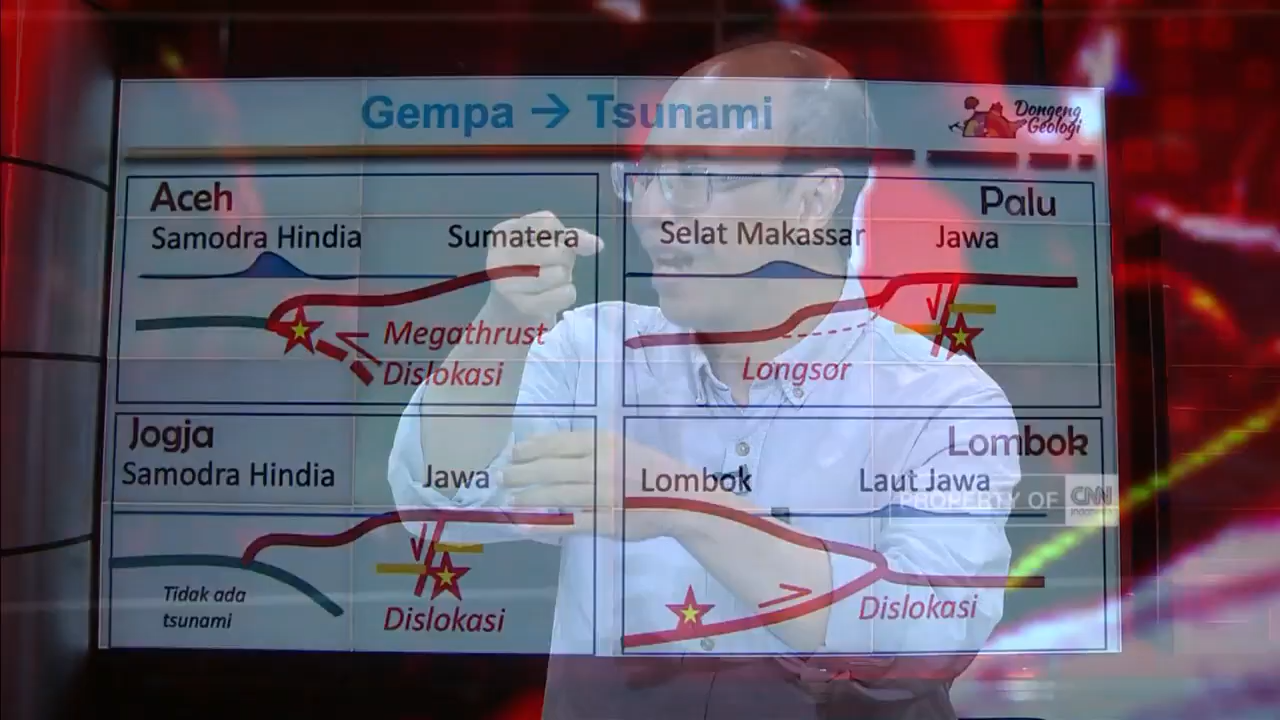 Gempa → Tsunami
Dongeng
Geologi
Aceh
Samodra Hindia
Sumatera
Megathrust
Dislokasi
Palu
Selat Makassar
Jawa
Longsor
Jogja
Samodra Hindia
Jawa
Tidak ada
tsunami
Dislokasi
Lombok
Lombok
Laut Jawa
Dislokasi
PROPERTY OF CNN
Indonesia